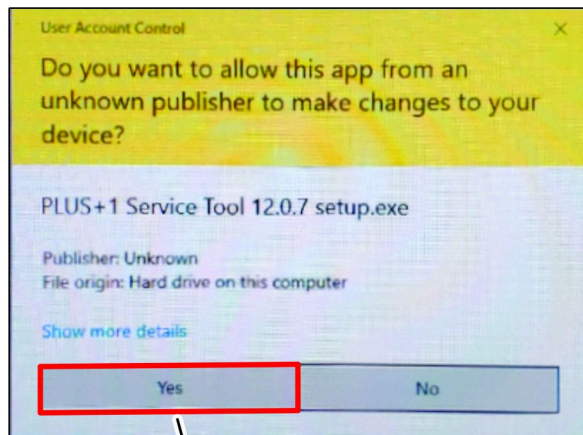 User Account Control
Do you want to allow this app from an
unknown publisher to make changes to your
device?
PLUS+1 Service Tool 12.0.7 setup.exe
Publisher: Unknown
File origin: Hard drive on this computer
Show more details
Yes
No